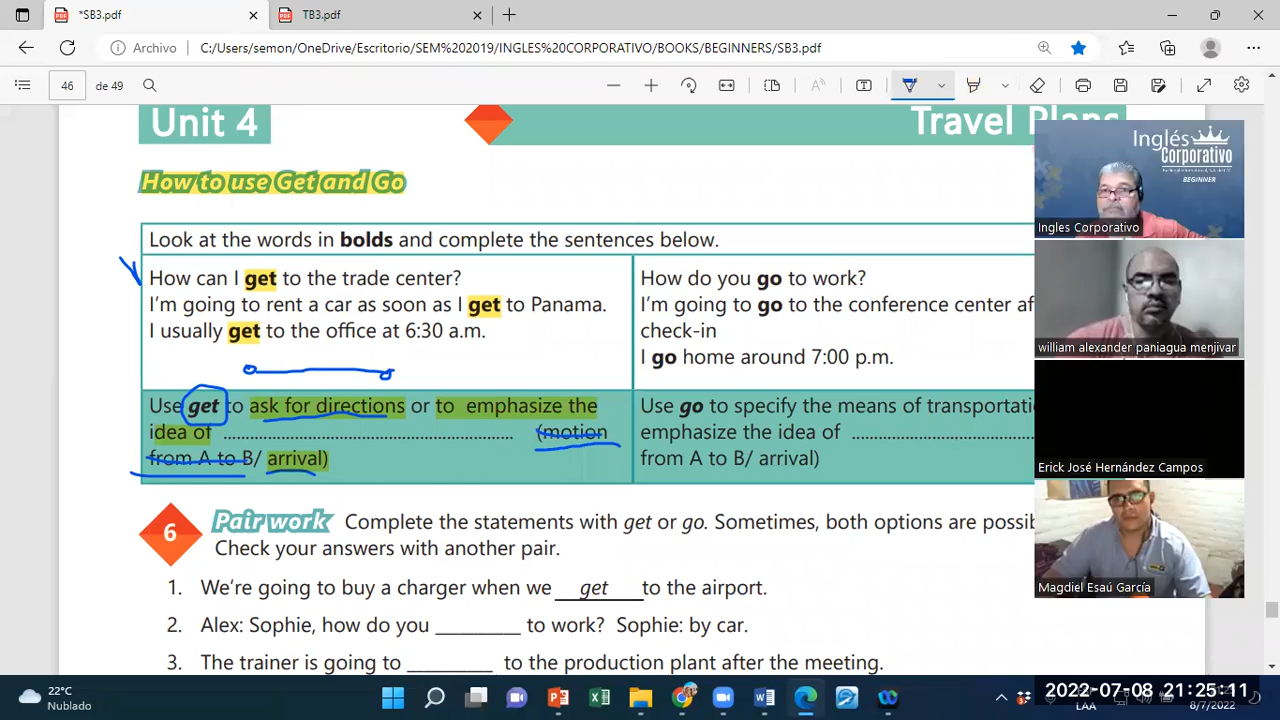 *SB3.pdf
TB3.pdf
Archivo
C:/Users/semon/OneDrive/Escritorio/SEM%202019/INGLES%20CORPORATIVO/BOOKS/BEGINNERS/SB3.pdf
46 de 49
Unit 4
Travel Plans
How to use Get and Go
Look at the words in bolds and complete the sentences below.
How can I get to the trade center?
I'm going to rent a car as soon as I get to Panama.
I usually get to the office at 6:30 a.m.
How do you go to work?
I'm going to go to the conference center af
check-in
I go home around 7:00 p.m.
Use get to ask for directions or to emphasize the
idea of ................................................ (motion
from A to B/ arrival)
Use go to specify the means of transportati
emphasize the idea of ................................
from A to B/ arrival)
6 Pair work Complete the statements with get or go. Sometimes, both options are possib
Check your answers with another pair.
1. We're going to buy a charger when we get to the airport.
2. Alex: Sophie, how do you _________ to work? Sophie: by car.
3. The trainer is going to _________ to the production plant after the meeting.
Inglés
Corporativo
BEGINNER
Ingles Corporativo
william alexander paniagua menjivar
Erick José Hernández Campos
Magdiel Esaú García
22°C
Nublado
2022-07-08 21:25:11
LAA
8/7/2022